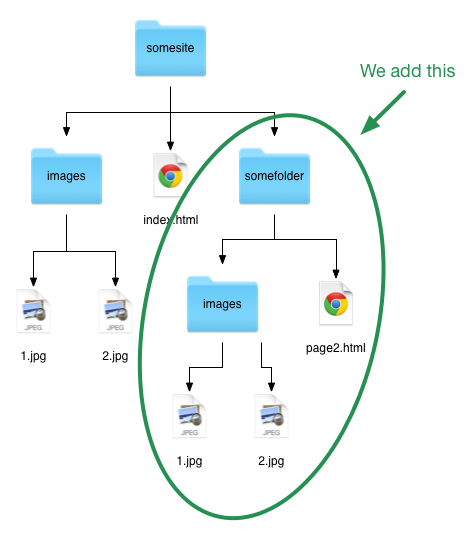 somesite
We add this
images
index.html
somefolder
images
page2.html
JPEG
1.jpg
JPEG
2.jpg
JPEG
1.jpg
JPEG
2.jpg